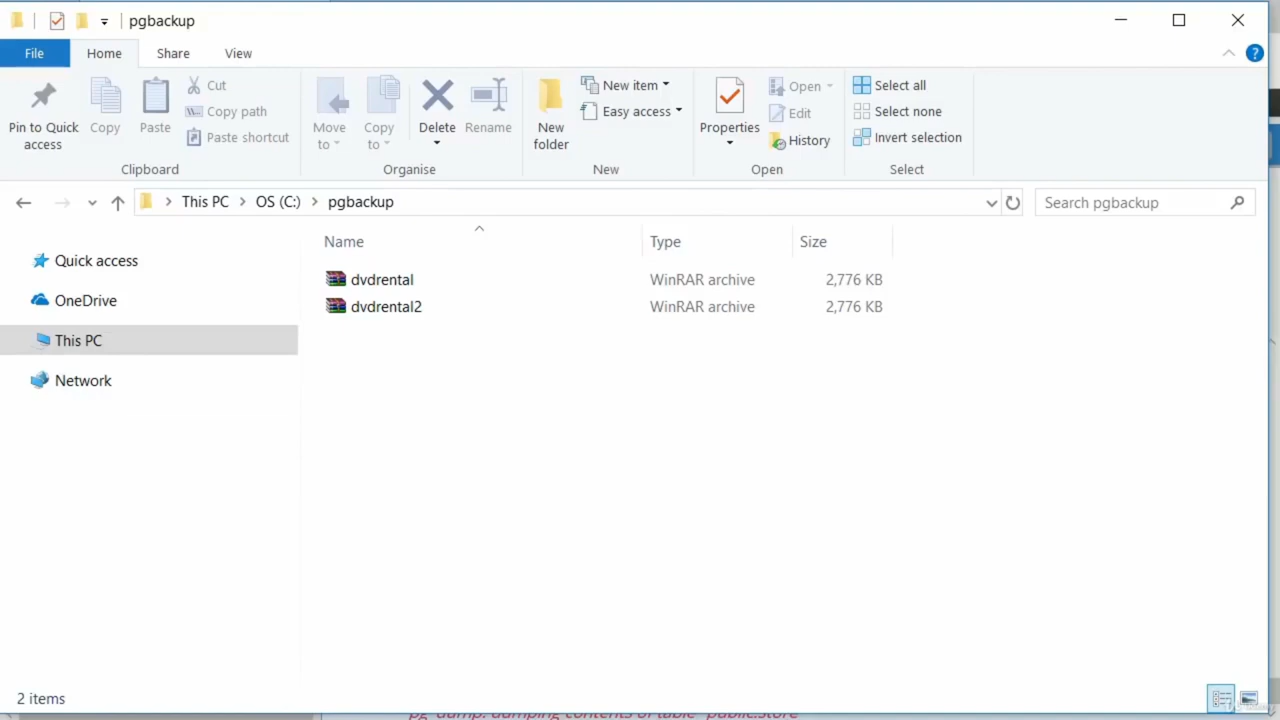 pgbackup
File Home Share View
Pin to Quick access
Copy
Paste
Cut
Copy path
Paste shortcut
Clipboard
Move to
Copy to
Delete
Rename
Organise
New folder
New item
Easy access
New
Properties
Open
Edit
History
Open
Select all
Select none
Invert selection
Select
This PC > OS (C:) > pgbackup
Search pgbackup
Name Type Size
Quick access
OneDrive
This PC
Network
dvdrental WinRAR archive 2,776 KB
dvdrental2 WinRAR archive 2,776 KB
2 items